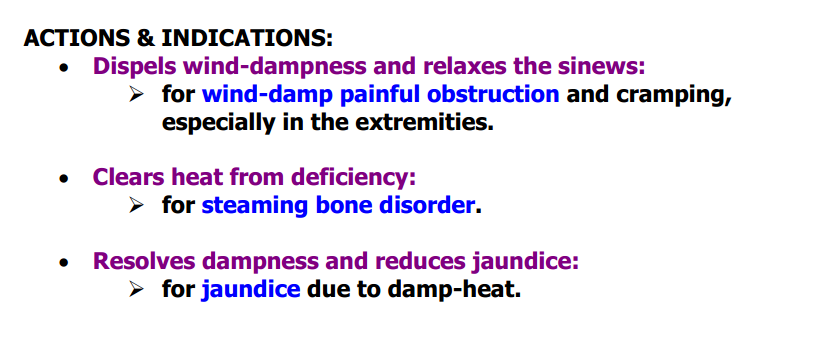 ACTIONS & INDICATIONS:
• Dispels wind-dampness and relaxes the sinews:
➢ for wind-damp painful obstruction and cramping,
especially in the extremities.
• Clears heat from deficiency:
➢ for steaming bone disorder.
• Resolves dampness and reduces jaundice:
➢ for jaundice due to damp-heat.